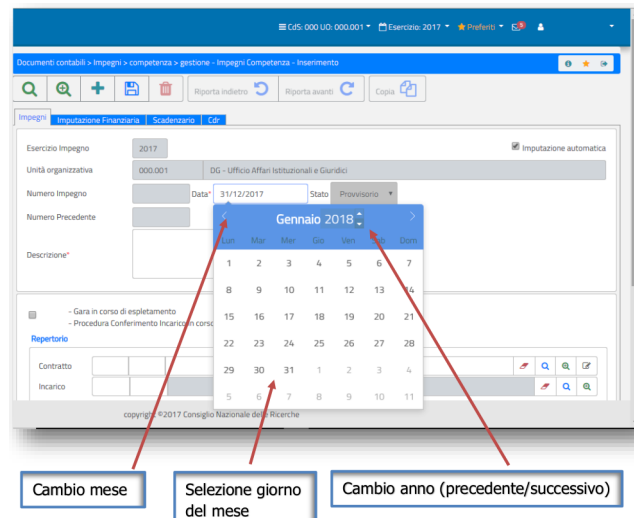 CdS: 000 UO: 000.001 Esercizio: 2017 Preferiti
Documenti contabili > Impegni > competenza > gestione - Impegni Competenza - Inserimento
Riporta indietro Riporta avanti Copia
Impegni Imputazione Finanziaria Scadenzario Cdr
Esercizio Impegno 2017 Imputazione automatica
Unità organizzativa 000.001 DG - Ufficio Affari Istituzionali e Giuridici
Numero Impegno Data* 31/12/2017 Stato Provvisorio
Numero Precedente
Gennaio 2018
Lun Mar Mer Gio Ven Sab Dom
Descrizione*
1 2 3 4 5 6 7
8 9 10 11 12 13 14
15 16 17 18 19 20 21
22 23 24 25 26 27 28
29 30 31 1 2 3 4
5 6 7 8 9 10 11
- Gara in corso di espletamento
- Procedura Conferimento Incarico in corso
Repertorio
Contratto
Incarico
copyright ©2017 Consiglio Nazionale delle Ricerche
Cambio mese
Selezione giorno
del mese
Cambio anno (precedente/successivo)